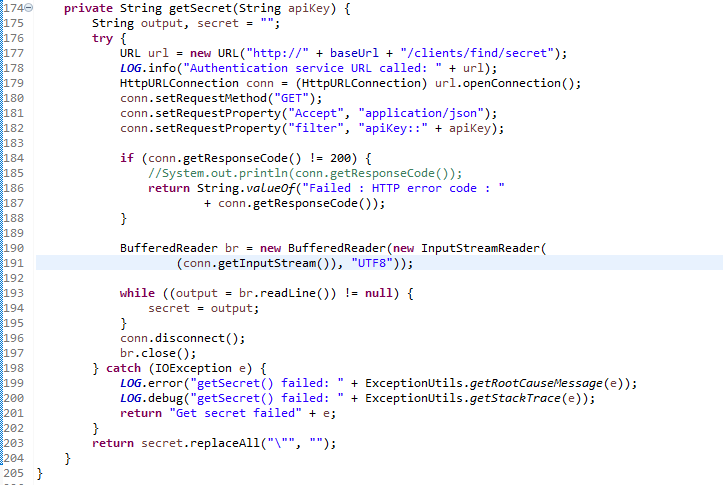 174 private String getSecret(String apiKey) {
175 String output, secret = "";
176 try {
177 URL url = new URL("http://" + baseUrl + "/clients/find/secret");
178 LOG.info("Authentication service URL called: " + url);
179 HttpURLConnection conn = (HttpURLConnection) url.openConnection();
180 conn.setRequestMethod("GET");
181 conn.setRequestProperty("Accept", "application/json");
182 conn.setRequestProperty("filter", "apiKey::" + apiKey);
183
184 if (conn.getResponseCode() != 200) {
185 //System.out.println(conn.getResponseCode());
186 return String.valueOf("Failed : HTTP error code : "
187 + conn.getResponseCode());
188 }
189
190 BufferedReader br = new BufferedReader(new InputStreamReader(
191 (conn.getInputStream()), "UTF8"));
192
193 while ((output = br.readLine()) != null) {
194 secret = output;
195 }
196 conn.disconnect();
197 br.close();
198 } catch (IOException e) {
199 LOG.error("getSecret() failed: " + ExceptionUtils.getRootCauseMessage(e));
200 LOG.debug("getSecret() failed: " + ExceptionUtils.getStackTrace(e));
201 return "Get secret failed" + e;
202 }
203 return secret.replaceAll("\"", "");
204 }
205 }